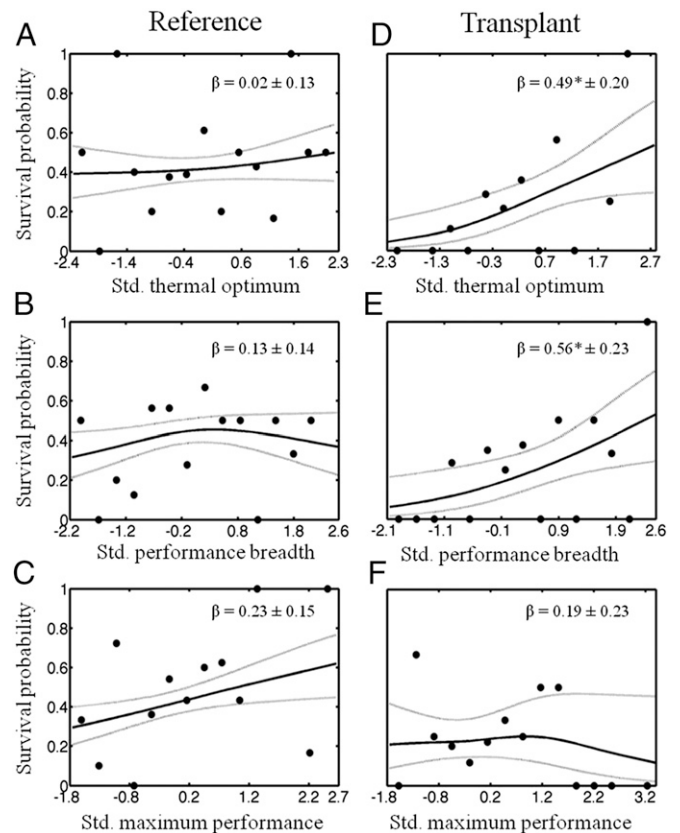 Reference
Transplant
A
Survival probability
1
0.8
0.6
0.4
0.2
0
β = 0.02 ± 0.13
-2.4 -1.4 -0.4 0.6 1.6 2.3
Std. thermal optimum
D
β = 0.49* ± 0.20
-2.3 -1.3 -0.3 0.7 1.7 2.7
Std. thermal optimum
B
Survival probability
1
0.8
0.6
0.4
0.2
0
β = 0.13 ± 0.14
-2.2 -1.2 -0.2 0.8 1.8 2.6
Std. performance breadth
E
β = 0.56* ± 0.23
-2.1 -1.1 -0.1 0.9 1.9 2.6
Std. performance breadth
C
Survival probability
1
0.8
0.6
0.4
0.2
0
β = 0.23 ± 0.15
-1.8 -0.8 0.2 1.2 2.2 2.7
Std. maximum performance
F
β = 0.19 ± 0.23
-1.8 -0.8 0.2 1.2 2.2 3.2
Std. maximum performance